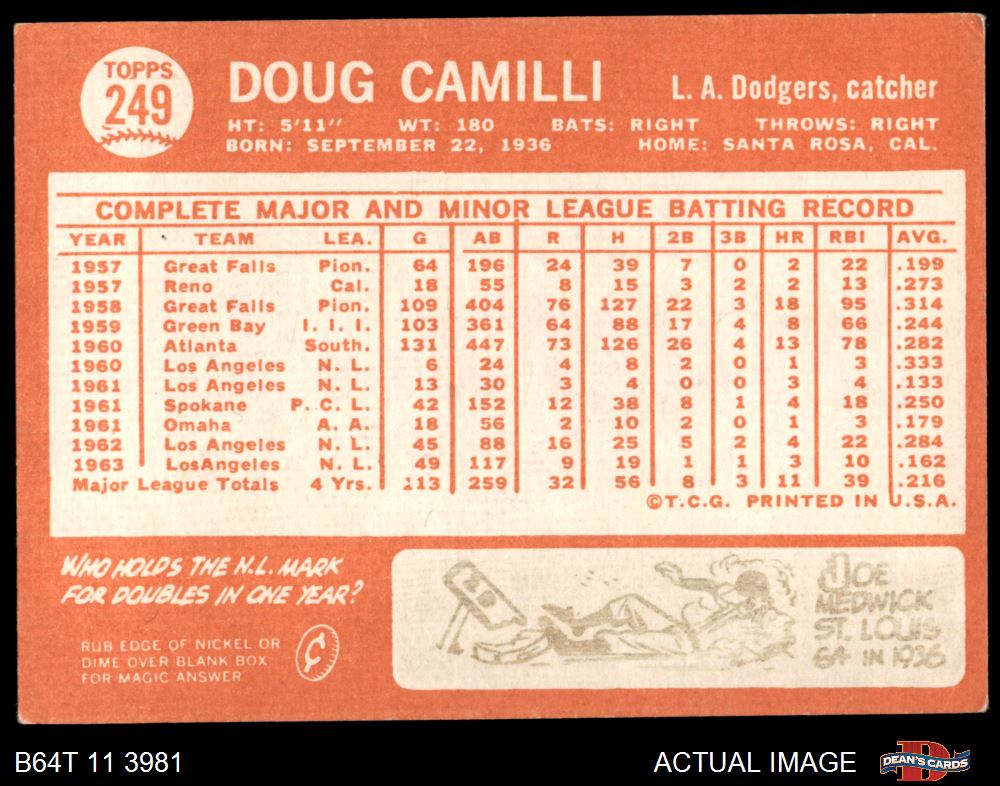 TOPPS
249
DOUG CAMILLI
L. A. Dodgers, catcher
HT: 5'11" WT: 180 BATS: RIGHT THROWS: RIGHT
BORN: SEPTEMBER 22, 1936 HOME: SANTA ROSA, CAL.
COMPLETE MAJOR AND MINOR LEAGUE BATTING RECORD
YEAR TEAM LEA. G AB R H 2B 3B HR RBI AVG.
1957 Great Falls Pion. 64 196 24 39 7 0 2 22 .199
1957 Reno Cal. 18 55 8 15 3 2 2 13 .273
1958 Great Falls Pion. 109 404 76 127 22 3 18 95 .314
1959 Green Bay I. I. I. 103 361 64 88 17 4 8 66 .244
1960 Atlanta South. 131 447 73 126 26 4 13 78 .282
1960 Los Angeles N. L. 6 24 4 8 2 0 1 3 .333
1961 Los Angeles N. L. 13 30 3 4 0 0 3 4 .133
1961 Spokane P. C. L. 42 152 12 38 8 1 4 18 .250
1961 Omaha A. A. 18 56 2 10 2 0 1 3 .179
1962 Los Angeles N. L. 45 88 16 25 5 2 4 22 .284
1963 LosAngeles N. L. 49 117 9 19 1 1 3 10 .162
Major League Totals 4 Yrs. 113 259 32 56 8 3 11 39 .216
©T.C.G. PRINTED IN U.S.A.
WHO HOLDS THE N.L. MARK
FOR DOUBLES IN ONE YEAR?
RUB EDGE OF NICKEL OR
DIME OVER BLANK BOX
FOR MAGIC ANSWER
¢
2B
JOE
MEDWICK
ST. LOUIS
64 IN 1936
B64T 11 3981
ACTUAL IMAGE
DEAN'S CARDS